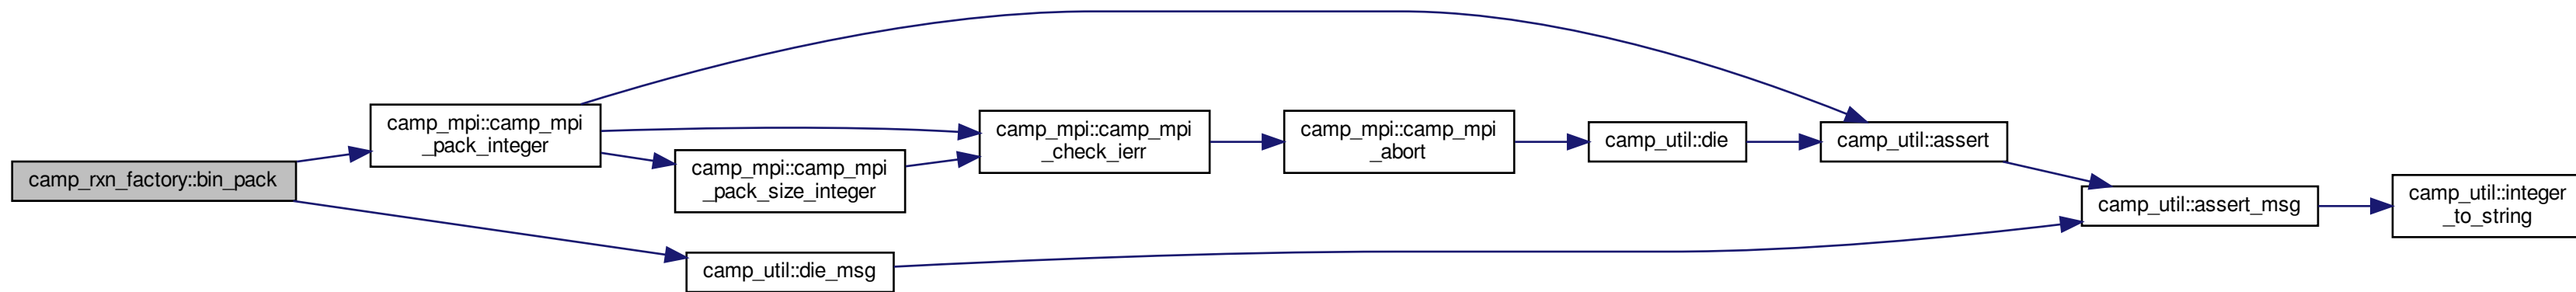 camp_rxn_factory::bin_pack
camp_mpi::camp_mpi
_pack_integer
camp_mpi::camp_mpi
_pack_size_integer
camp_util::die_msg
camp_mpi::camp_mpi
_check_ierr
camp_mpi::camp_mpi
_abort
camp_util::die
camp_util::assert
camp_util::assert_msg
camp_util::integer
_to_string